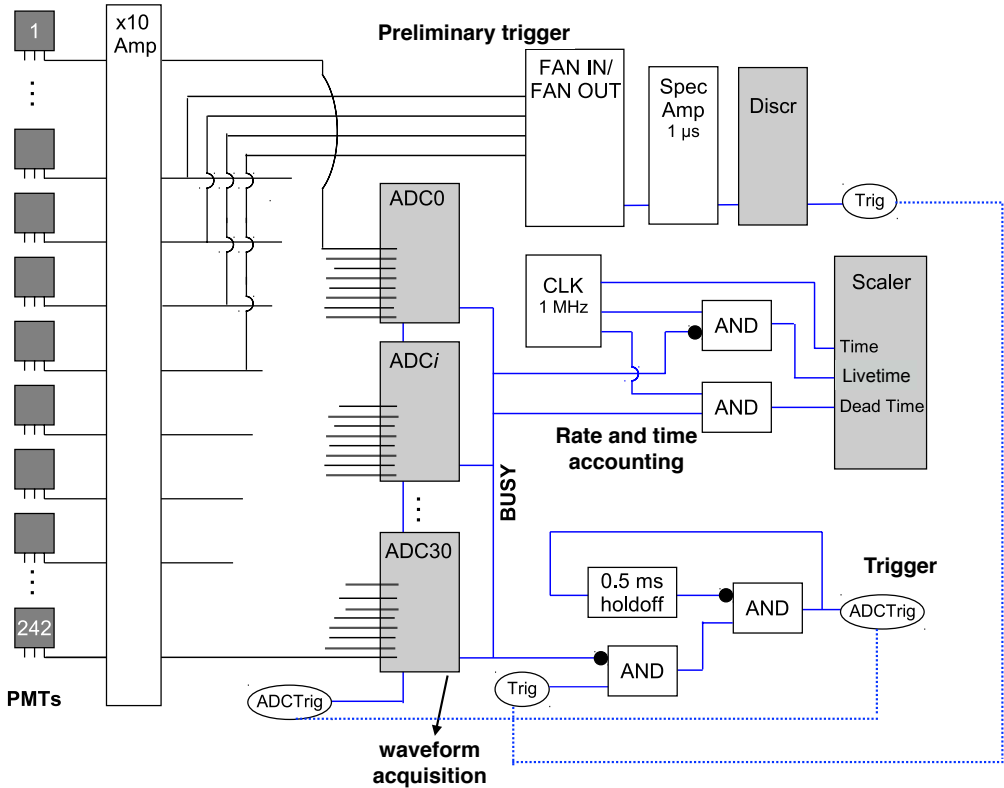 1
x10
Amp
Preliminary trigger
FAN IN/
FAN OUT
Spec
Amp
1 µs
Discr
Trig
ADC0
CLK
1 MHz
AND
Scaler
Time
Livetime
Dead Time
ADCi
AND
Rate and time
accounting
BUSY
ADC30
0.5 ms
holdoff
AND
Trigger
ADCTrig
242
AND
Trig
PMTs
ADCTrig
waveform
acquisition